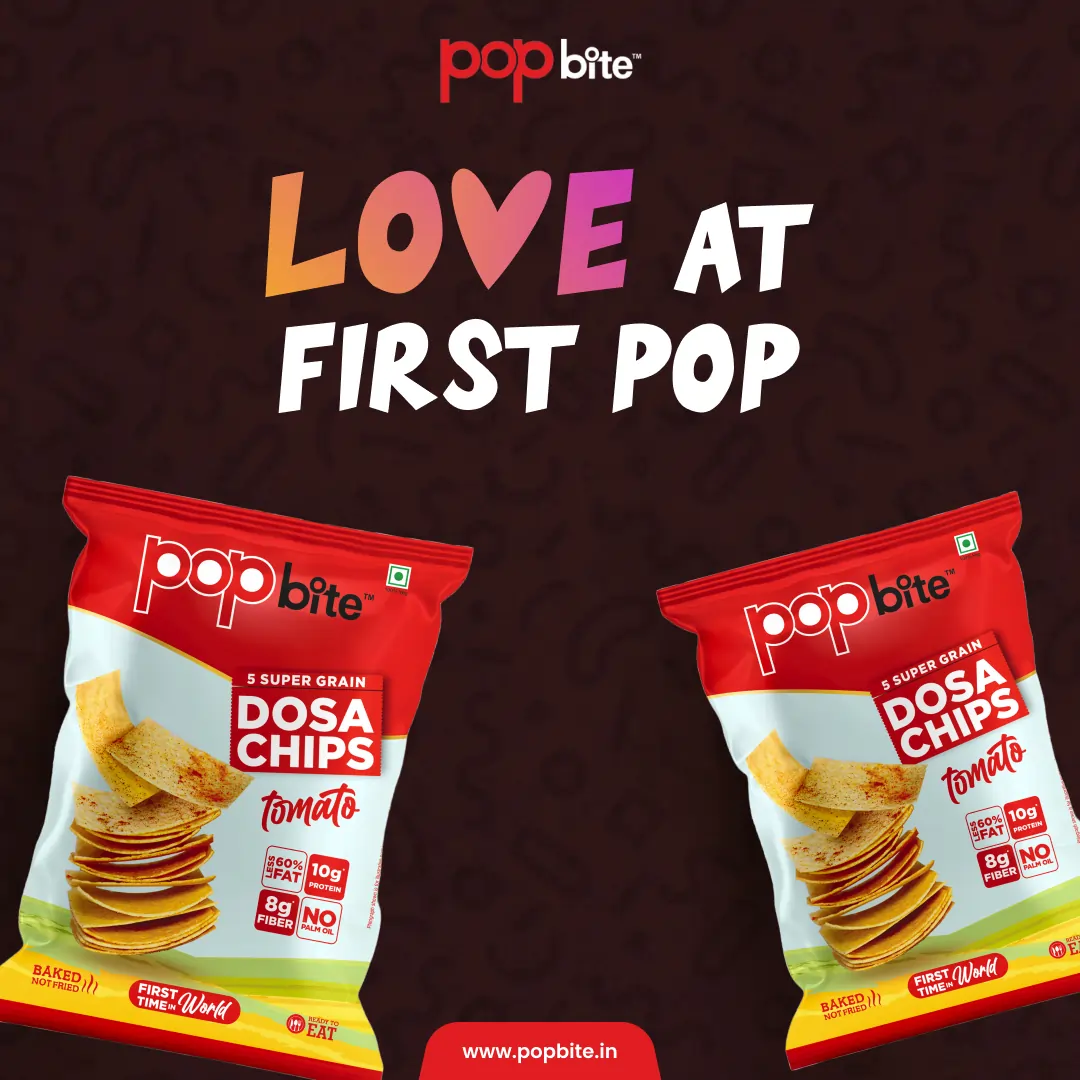 pop bite™
LOVE AT
FIRST POP
pop bite™
5 SUPER GRAIN
DOSA
CHIPS
tomato
LESS 60% FAT
10g* PROTEIN
8g FIBER
NO PALM OIL
BAKED
NOT FRIED
FIRST
TIME IN World
READY TO
EAT
pop bite™
5 SUPER GRAIN
DOSA
CHIPS
tomato
LESS 60% FAT
10g* PROTEIN
8g FIBER
NO PALM OIL
BAKED
NOT FRIED
FIRST
TIME IN World
www.popbite.in